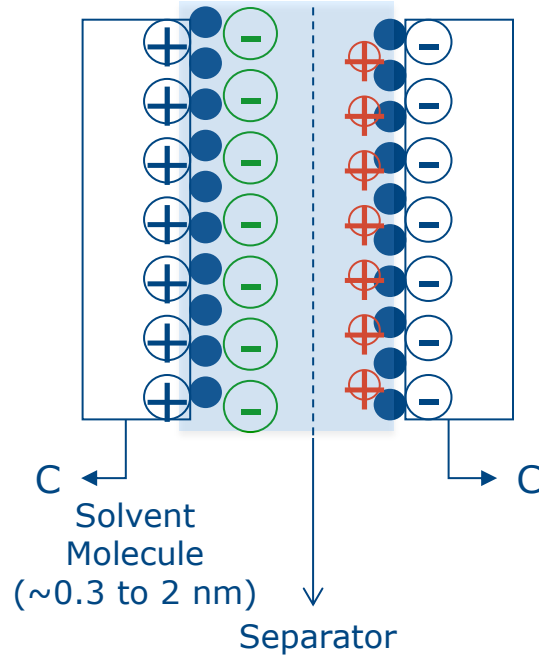 C
C
Solvent
Molecule
(~0.3 to 2 nm)
Separator